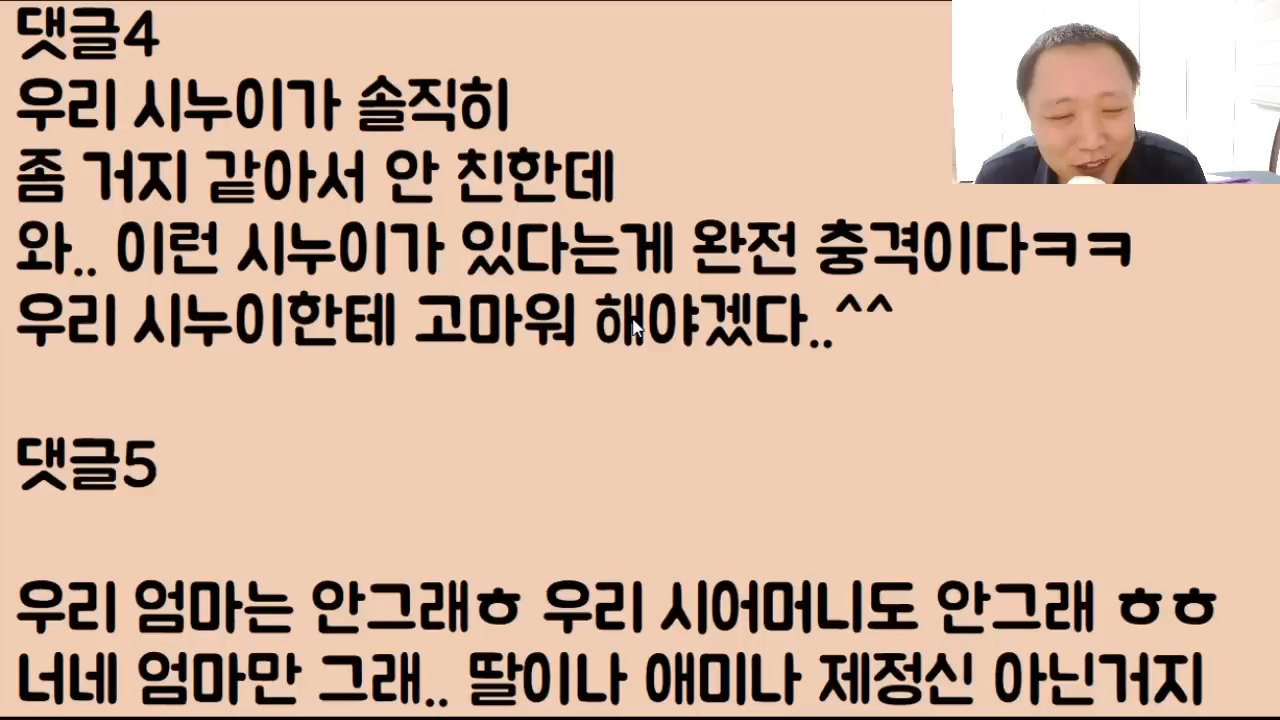 댓글4
우리 시누이가 솔직히
좀 거지 같아서 안 친한데
와.. 이런 시누이가 있다는게 완전 충격이다ㅋㅋ
우리 시누이한테 고마워 해야겠다..^^
댓글5
우리 엄마는 안그래ㅎ 우리 시어머니도 안그래 ㅎㅎ
너네 엄마만 그래.. 딸이나 애미나 제정신 아닌거지